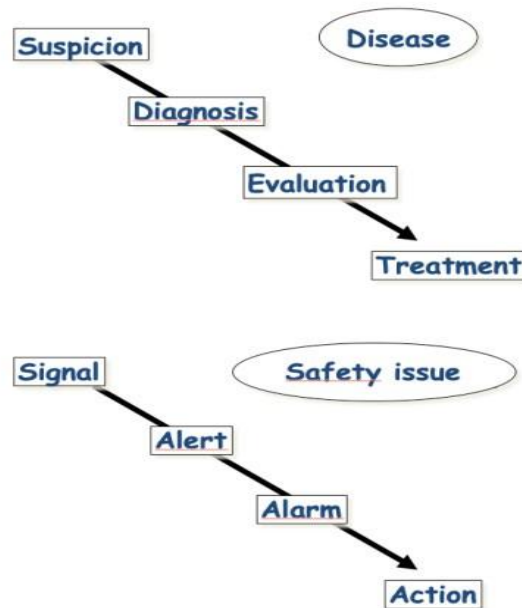 Suspicion
Disease
Diagnosis
Evaluation
Treatment
Signal
Safety issue
Alert
Alarm
Action